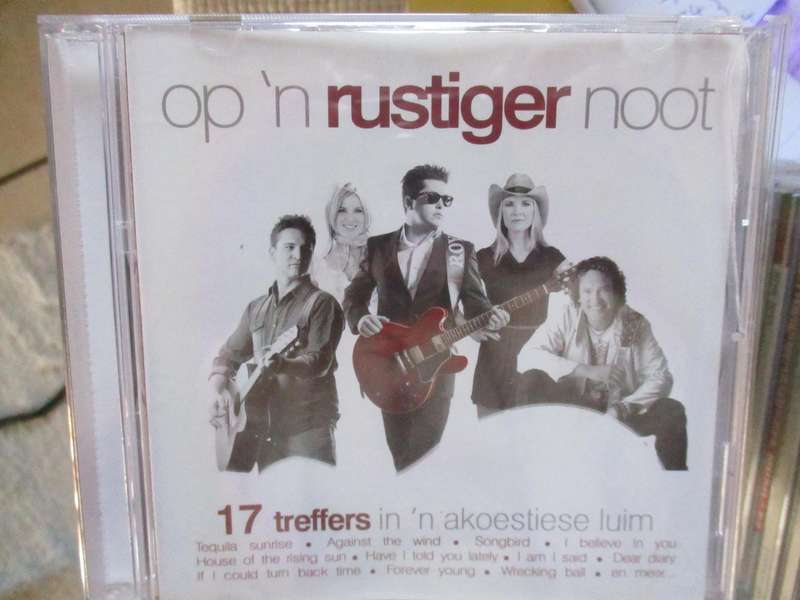 op 'n rustiger noot
17 treffers in 'n akoestiese luim
Tequila sunrise • Against the wind • Songbird • I believe in you
House of the rising sun • Have I told you lately • I am I said • Dear diary
If I could turn back time • Forever young • Wrecking ball • en meer...